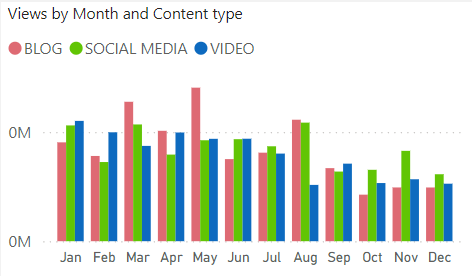 Views by Month and Content type
BLOG SOCIAL MEDIA VIDEO
0M
0M
Jan Feb Mar Apr May Jun Jul Aug Sep Oct Nov Dec